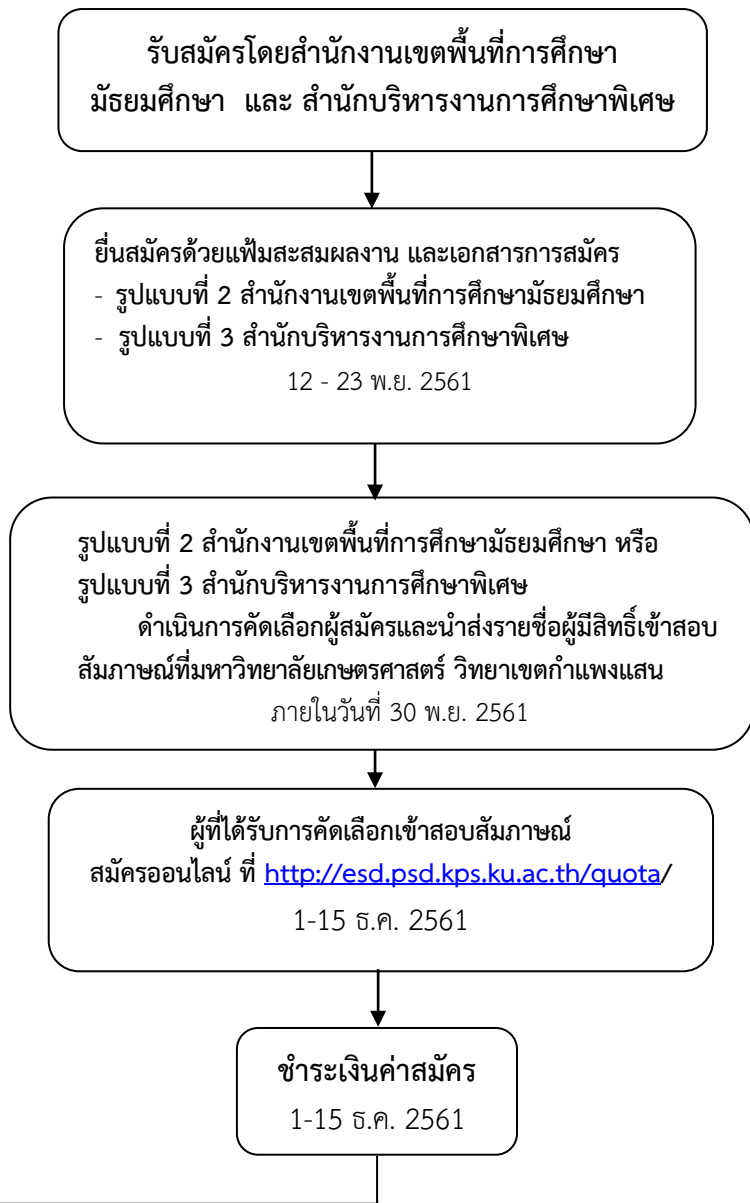 รับสมัครโดยสำนักงานเขตพื้นที่การศึกษา
มัธยมศึกษา และ สำนักบริหารงานการศึกษาพิเศษ
ยื่นสมัครด้วยแฟ้มสะสมผลงาน และเอกสารการสมัคร
- รูปแบบที่ 2 สำนักงานเขตพื้นที่การศึกษามัธยมศึกษา
- รูปแบบที่ 3 สำนักบริหารงานการศึกษาพิเศษ
12 - 23 พ.ย. 2561
รูปแบบที่ 2 สำนักงานเขตพื้นที่การศึกษามัธยมศึกษา หรือ
รูปแบบที่ 3 สำนักบริหารงานการศึกษาพิเศษ
ดำเนินการคัดเลือกผู้สมัครและนำส่งรายชื่อผู้มีสิทธิ์เข้าสอบ
สัมภาษณ์ที่มหาวิทยาลัยเกษตรศาสตร์ วิทยาเขตกำแพงแสน
ภายในวันที่ 30 พ.ย. 2561
ผู้ที่ได้รับการคัดเลือกเข้าสอบสัมภาษณ์
สมัครออนไลน์ ที่ http://esd.psd.kps.ku.ac.th/quota/
1-15 ธ.ค. 2561
ชำระเงินค่าสมัคร
1-15 ธ.ค. 2561